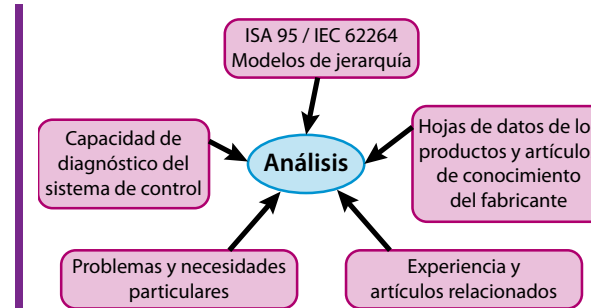 ISA 95 / IEC 62264
Modelos de jerarquía
Capacidad de
diagnóstico del
sistema de control
Análisis
Hojas de datos de lo
productos y artículo
de conocimiento
del fabricante
Problemas y necesidades
particulares
Experiencia y
artículos relacionados